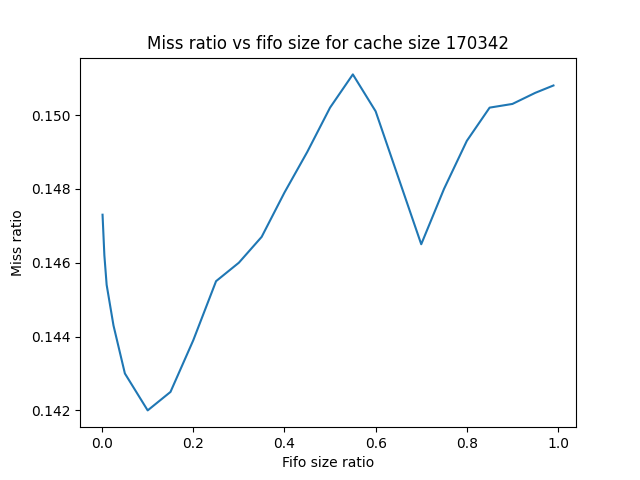 Miss ratio vs fifo size for cache size 170342
0.150
0.148
0.146
0.144
0.142
Miss ratio
0.0 0.2 0.4 0.6 0.8 1.0
Fifo size ratio